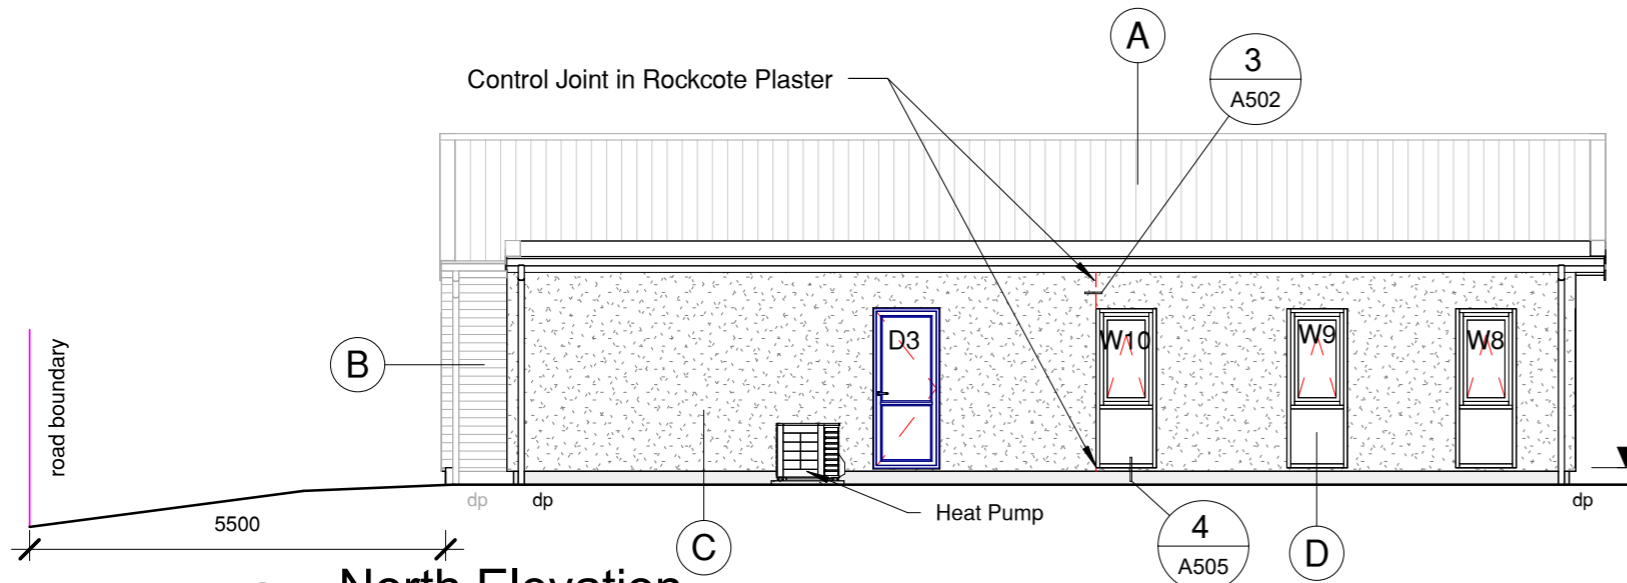 A
3
A502
Control Joint in Rockcote Plaster
road boundary
B
D3
W10
W9
W8
dp
dp
dp
5500
Heat Pump
C
4
A505
D
North Elevation